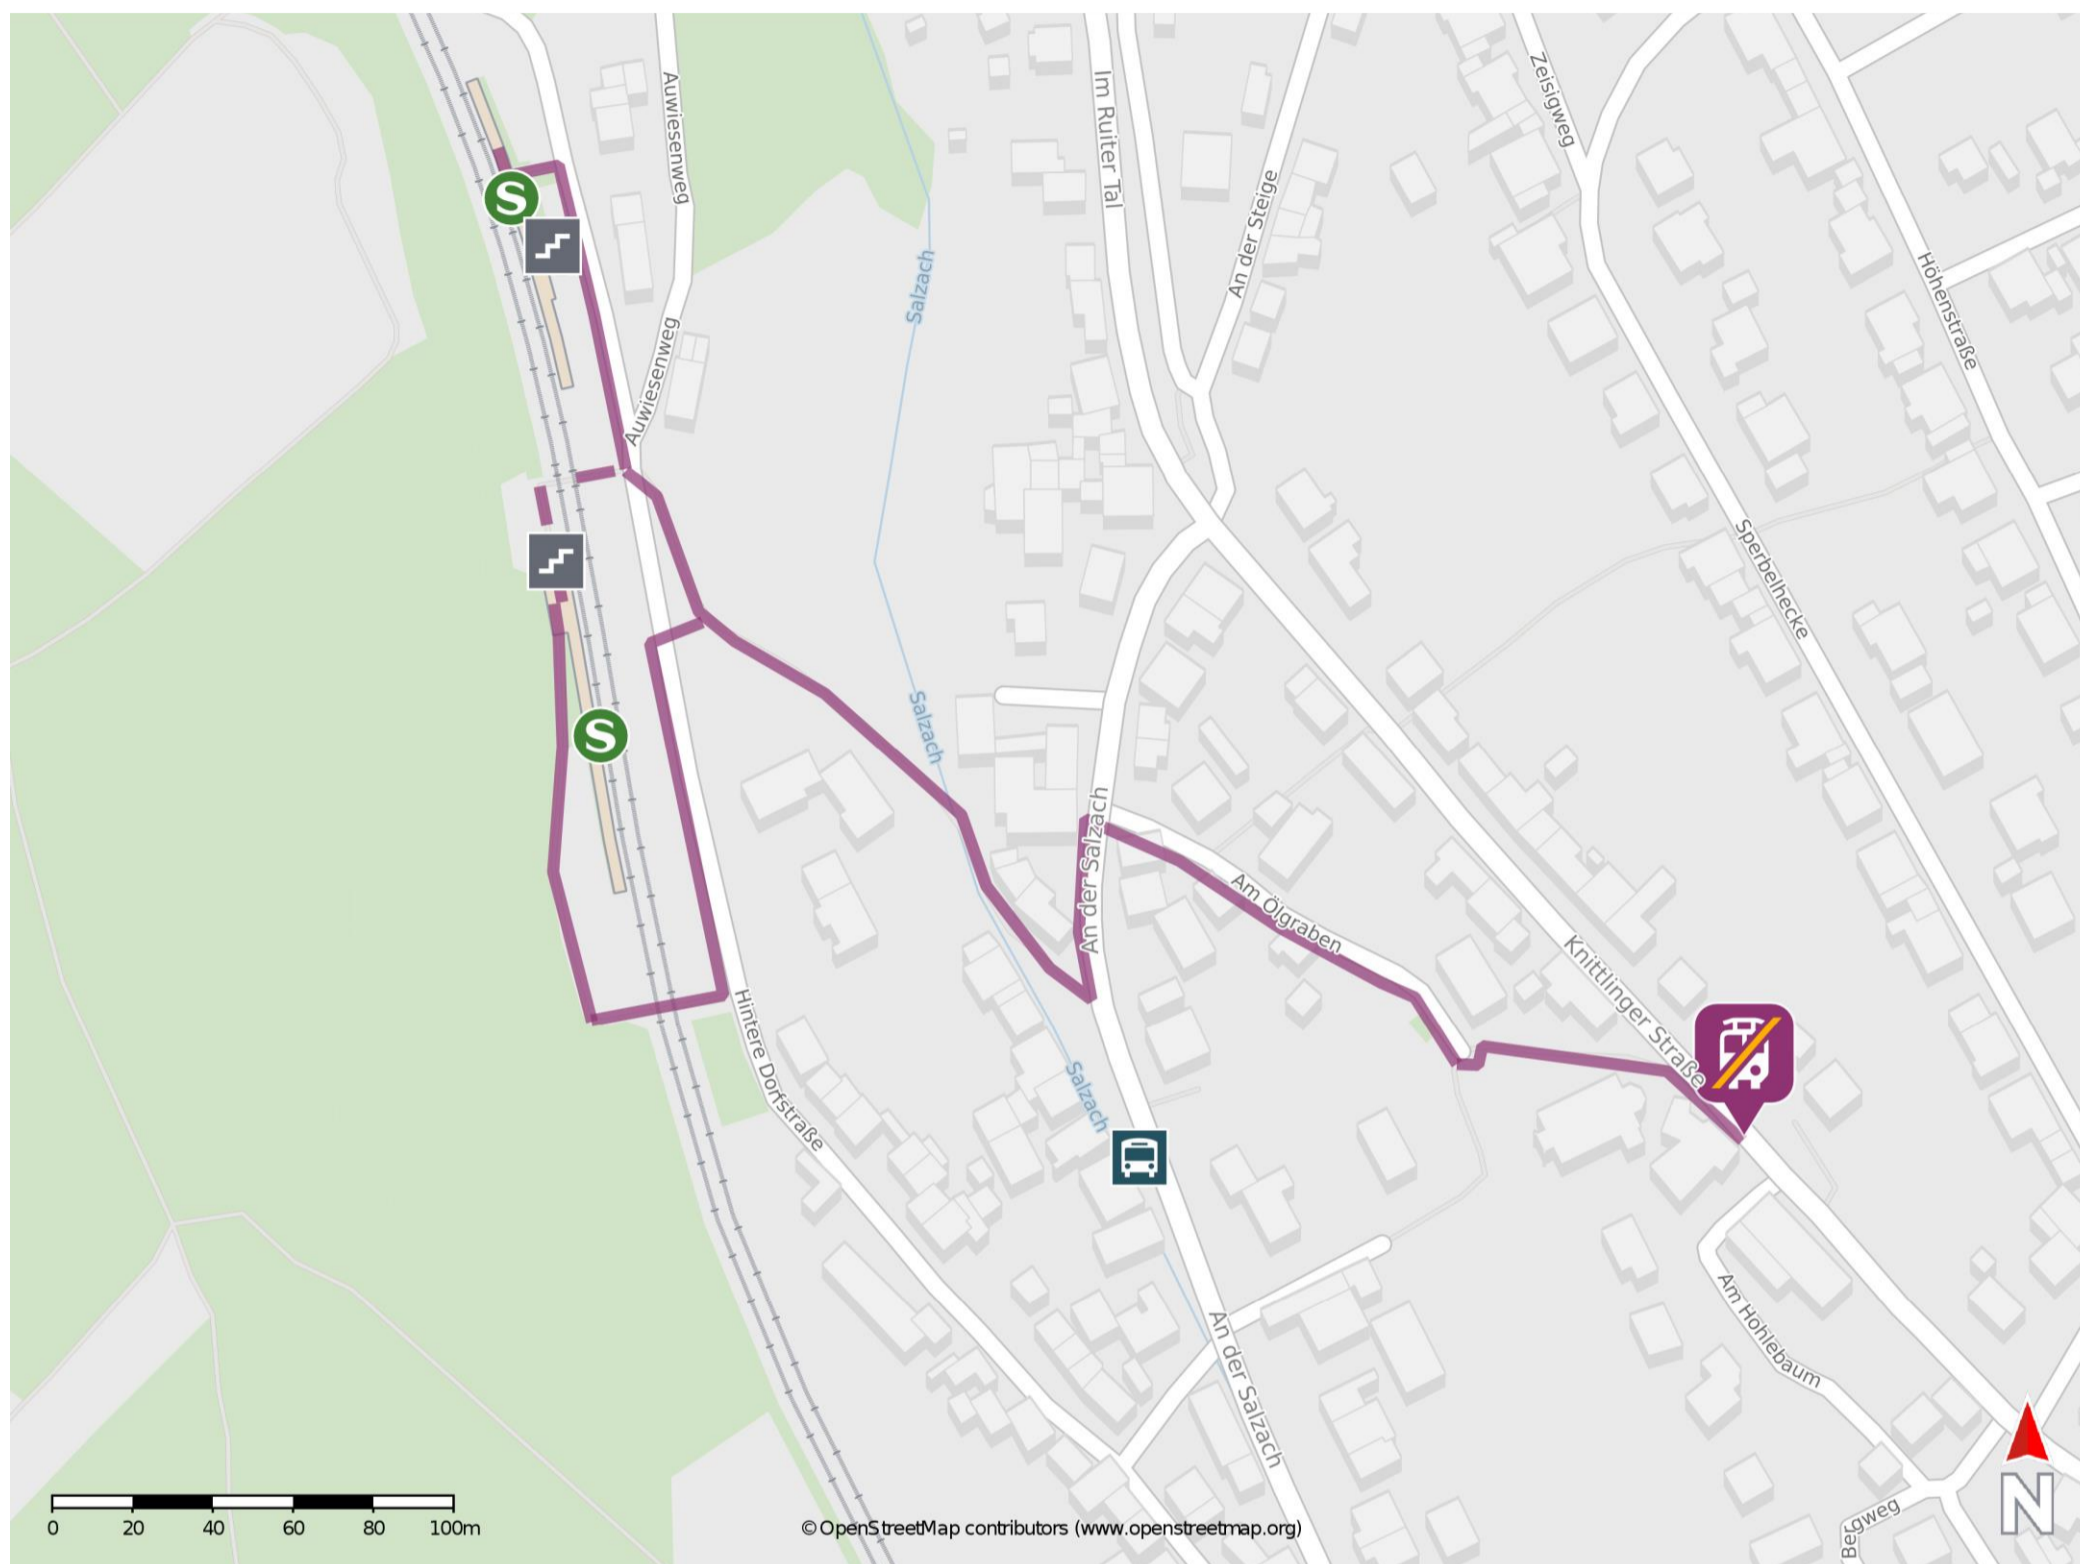 Auwiesenweg
Im Ruiter Tal
Zeisigweg
An der Steige
Salzach
Höhenstraße
Auwiesenweg
S
Sperbelhecke
Salzach
S
An der Salzach
Am Ölgraben
Knittlinger Straße
Hintere Dorfstraße
Salzach
Am Hohlebaum
An der Salzach
Bergweg
N
0 20 40 60 80 100m
© OpenStreetMap contributors (www.openstreetmap.org)